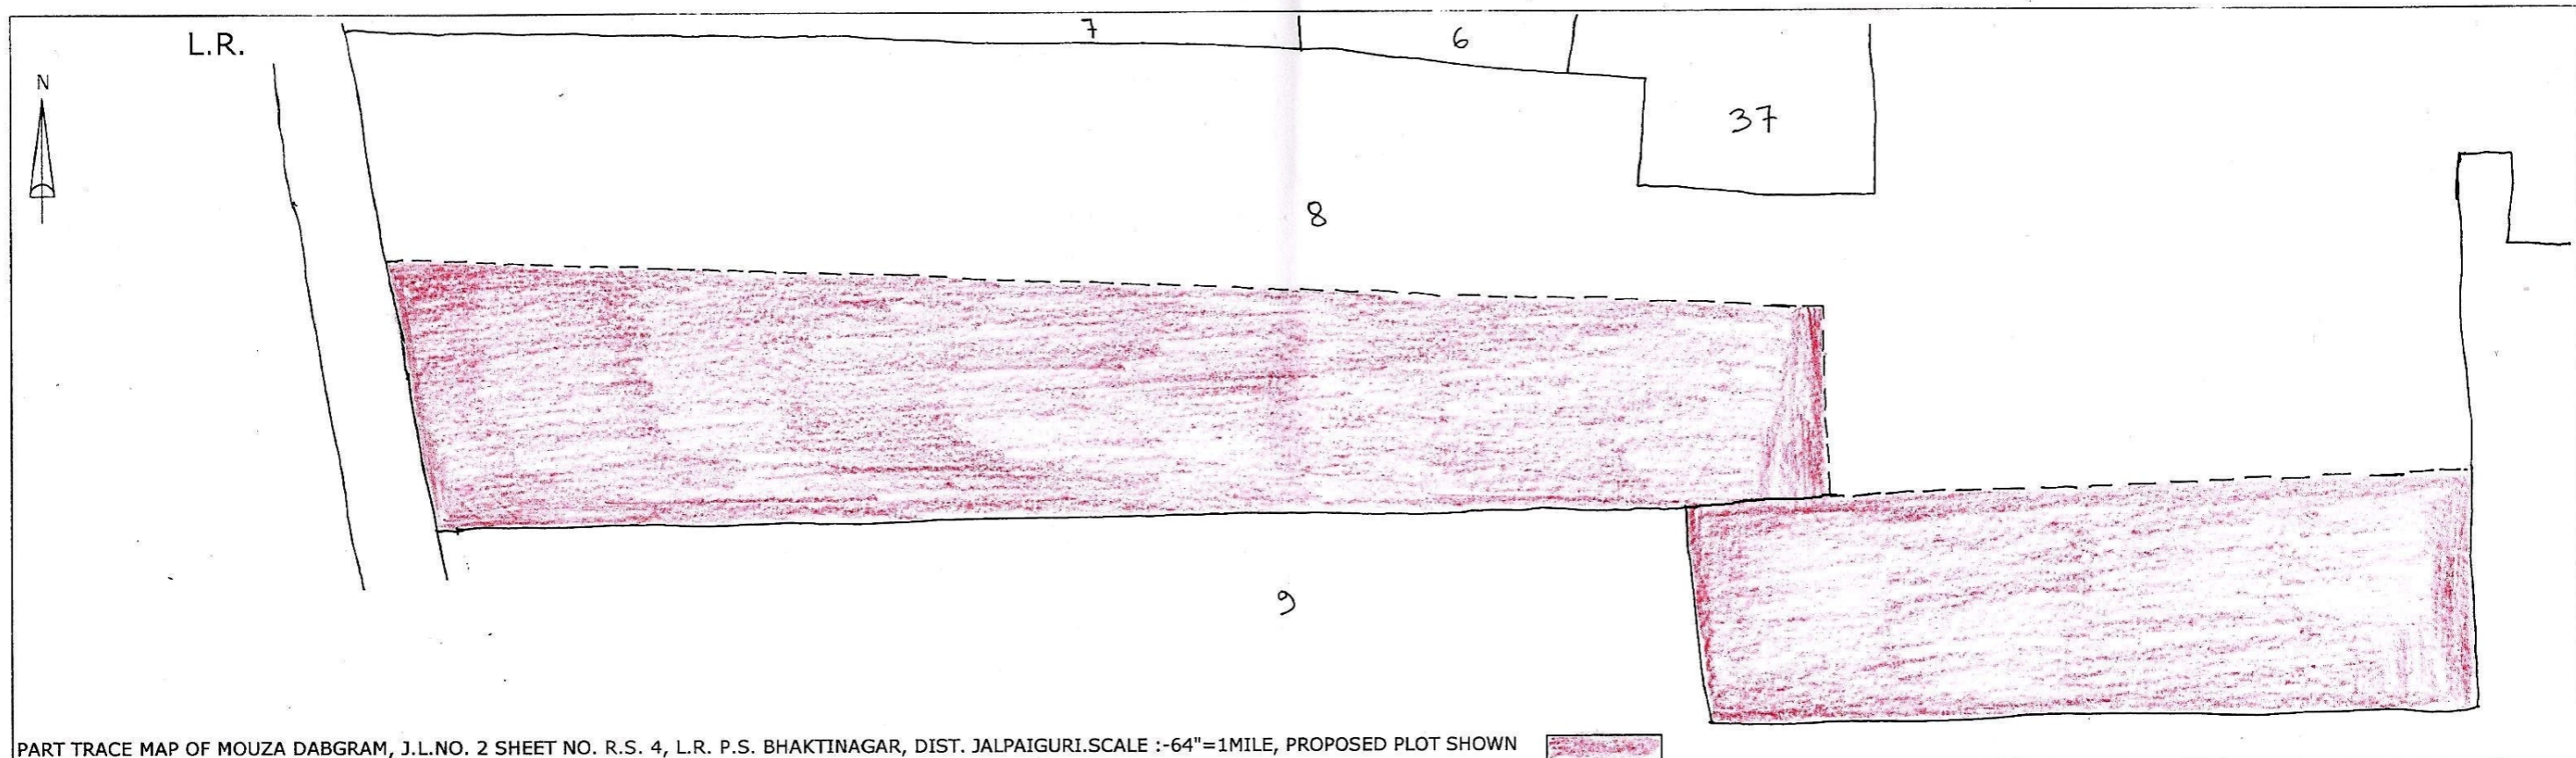 7
6
L.R.
N
37
8
9
PART TRACE MAP OF MOUZA DABGRAM, J.L.NO. 2 SHEET NO. R.S. 4, L.R. P.S. BHAKTINAGAR, DIST. JALPAIGURI.SCALE :-64"=1MILE, PROPOSED PLOT SHOWN